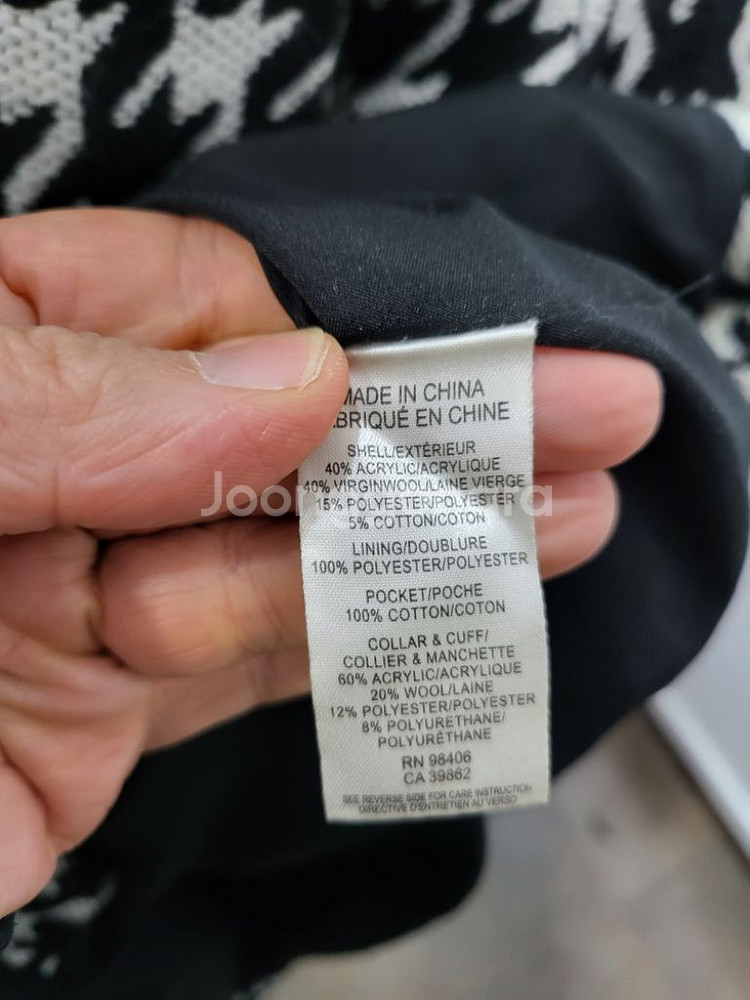 MADE IN CHINA
BRIQUÉ EN CHINE
SHELL/EXTÉRIEUR
40% ACRYLIC/ACRYLIQUE
40% VIRGINWOOL/LAINE VIERGE
15% POLYESTER/POLYESTER
5% COTTON/COTON
LINING/DOUBLURE
100% POLYESTER/POLYESTER
POCKET/POCHE
100% COTTON/COTON
COLLAR & CUFF/
COLLIER & MANCHETTE
60% ACRYLIC/ACRYLIQUE
20% WOOL/LAINE
12% POLYESTER/POLYESTER
8% POLYURETHANE/
POLYURÉTHANE
RN 98406
CA 39862
SEE REVERSE SIDE FOR CARE INSTRUCTION
DIRECTIVE D'ENTRETIEN AU VERSO